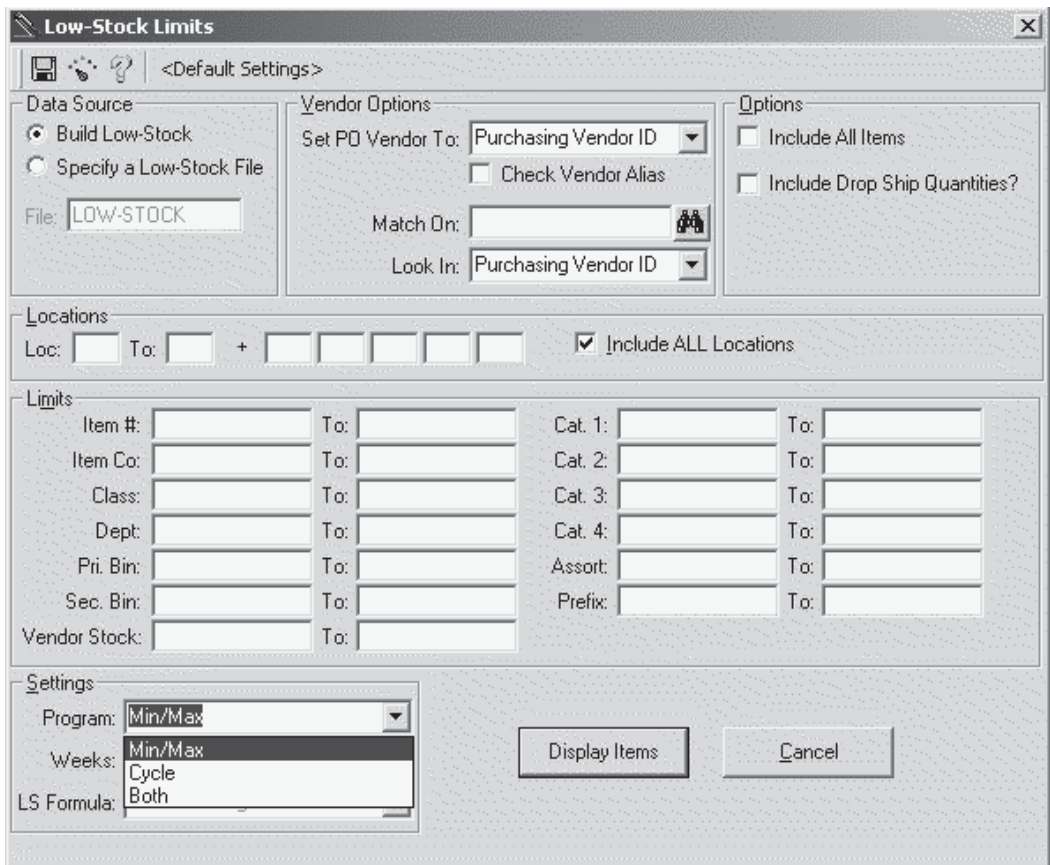 Low-Stock Limits
<Default Settings>
Data Source
Build Low-Stock
Specify a Low-Stock File
File: LOW-STOCK
Vendor Options
Set PO Vendor To: Purchasing Vendor ID
Check Vendor Alias
Match On:
Look In: Purchasing Vendor ID
Options
Include All Items
Include Drop Ship Quantities?
Locations
Loc: To: +
Include ALL Locations
Limits
Item #: To:
Item Co: To:
Class: To:
Dept: To:
Pri. Bin: To:
Sec. Bin: To:
Vendor Stock: To:
Cat. 1: To:
Cat. 2: To:
Cat. 3: To:
Cat. 4: To:
Assort: To:
Prefix: To:
Settings
Program: Min/Max
Min/Max
Weeks:
Cycle
Both
LS Formula:
Display Items
Cancel